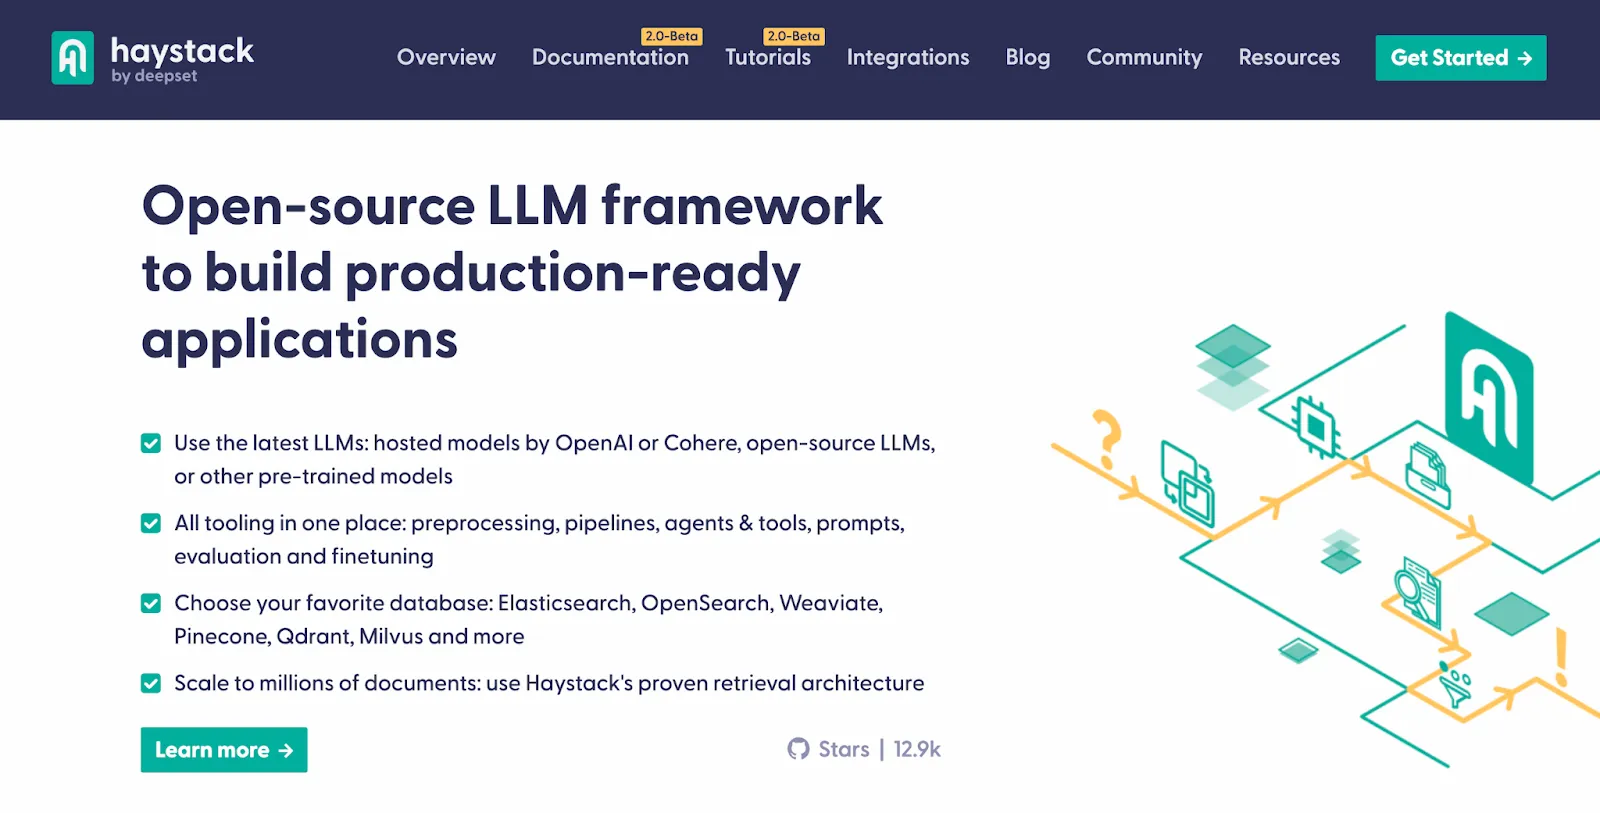 haystack
by deepset
Overview
2.0-Beta
Documentation
2.0-Beta
Tutorials
Integrations
Blog
Community
Resources
Get Started →
Open-source LLM framework
to build production-ready
applications
Use the latest LLMs: hosted models by OpenAI or Cohere, open-source LLMs,
or other pre-trained models
All tooling in one place: preprocessing, pipelines, agents & tools, prompts,
evaluation and finetuning
Choose your favorite database: Elasticsearch, OpenSearch, Weaviate,
Pinecone, Qdrant, Milvus and more
Scale to millions of documents: use Haystack's proven retrieval architecture
Learn more →
Stars | 12.9k
?
!